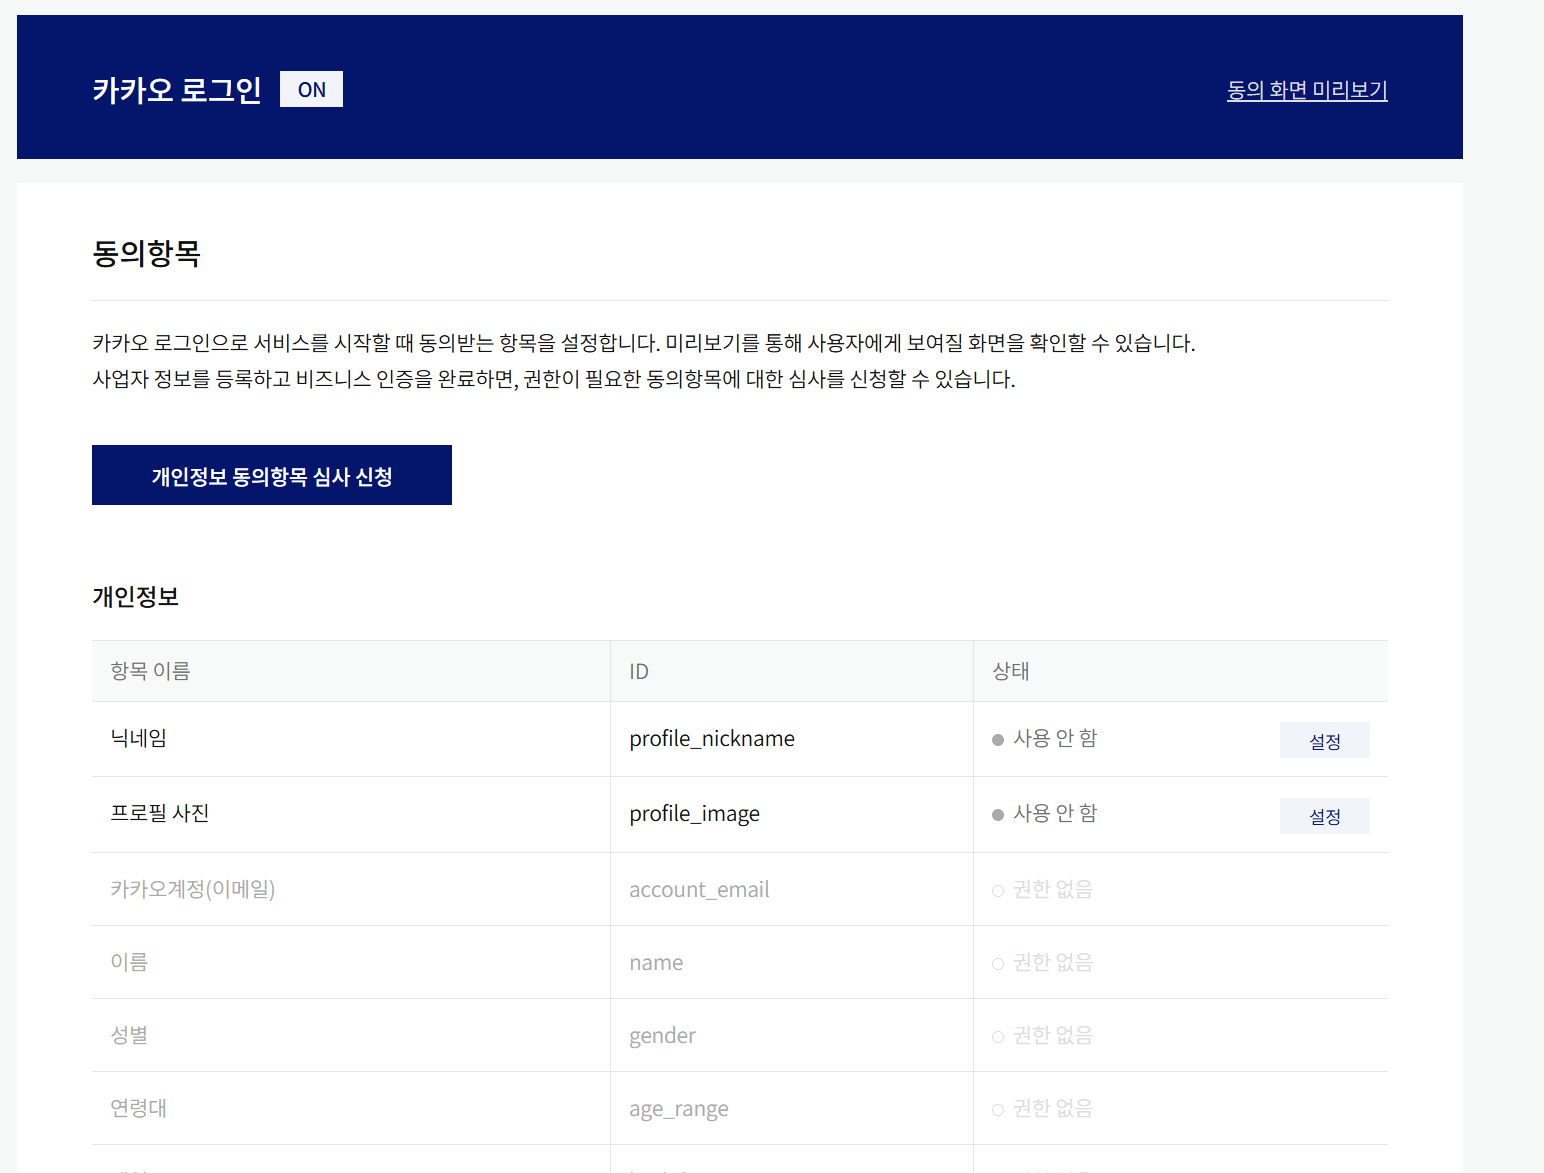 카카오 로그인 ON 동의 화면 미리보기
동의항목
카카오 로그인으로 서비스를 시작할 때 동의받는 항목을 설정합니다. 미리보기를 통해 사용자에게 보여질 화면을 확인할 수 있습니다.
사업자 정보를 등록하고 비즈니스 인증을 완료하면, 권한이 필요한 동의항목에 대한 심사를 신청할 수 있습니다.
개인정보 동의항목 심사 신청
개인정보
항목 이름 ID 상태
닉네임 profile_nickname 사용 안 함 설정
프로필 사진 profile_image 사용 안 함 설정
카카오계정(이메일) account_email 권한 없음
이름 name 권한 없음
성별 gender 권한 없음
연령대 age_range 권한 없음